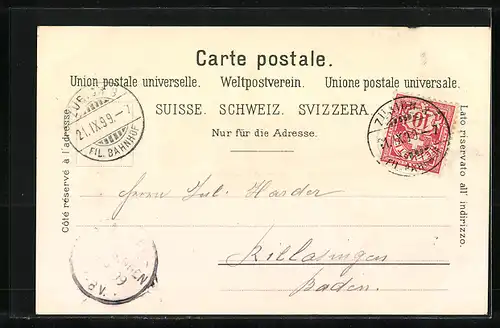 Carte postale.
Union postale universelle. Weltpostverein. Unione postale universale.
SUISSE. SCHWEIZ. SVIZZERA
Nur für die Adresse.
Côté réservé à l'adresse.
Lato riservato all' indirizzo.
21.IX.99.-7
FIL. BAHNHOF
10
Herrn Jul. Harder
Rillasingen
Baden.